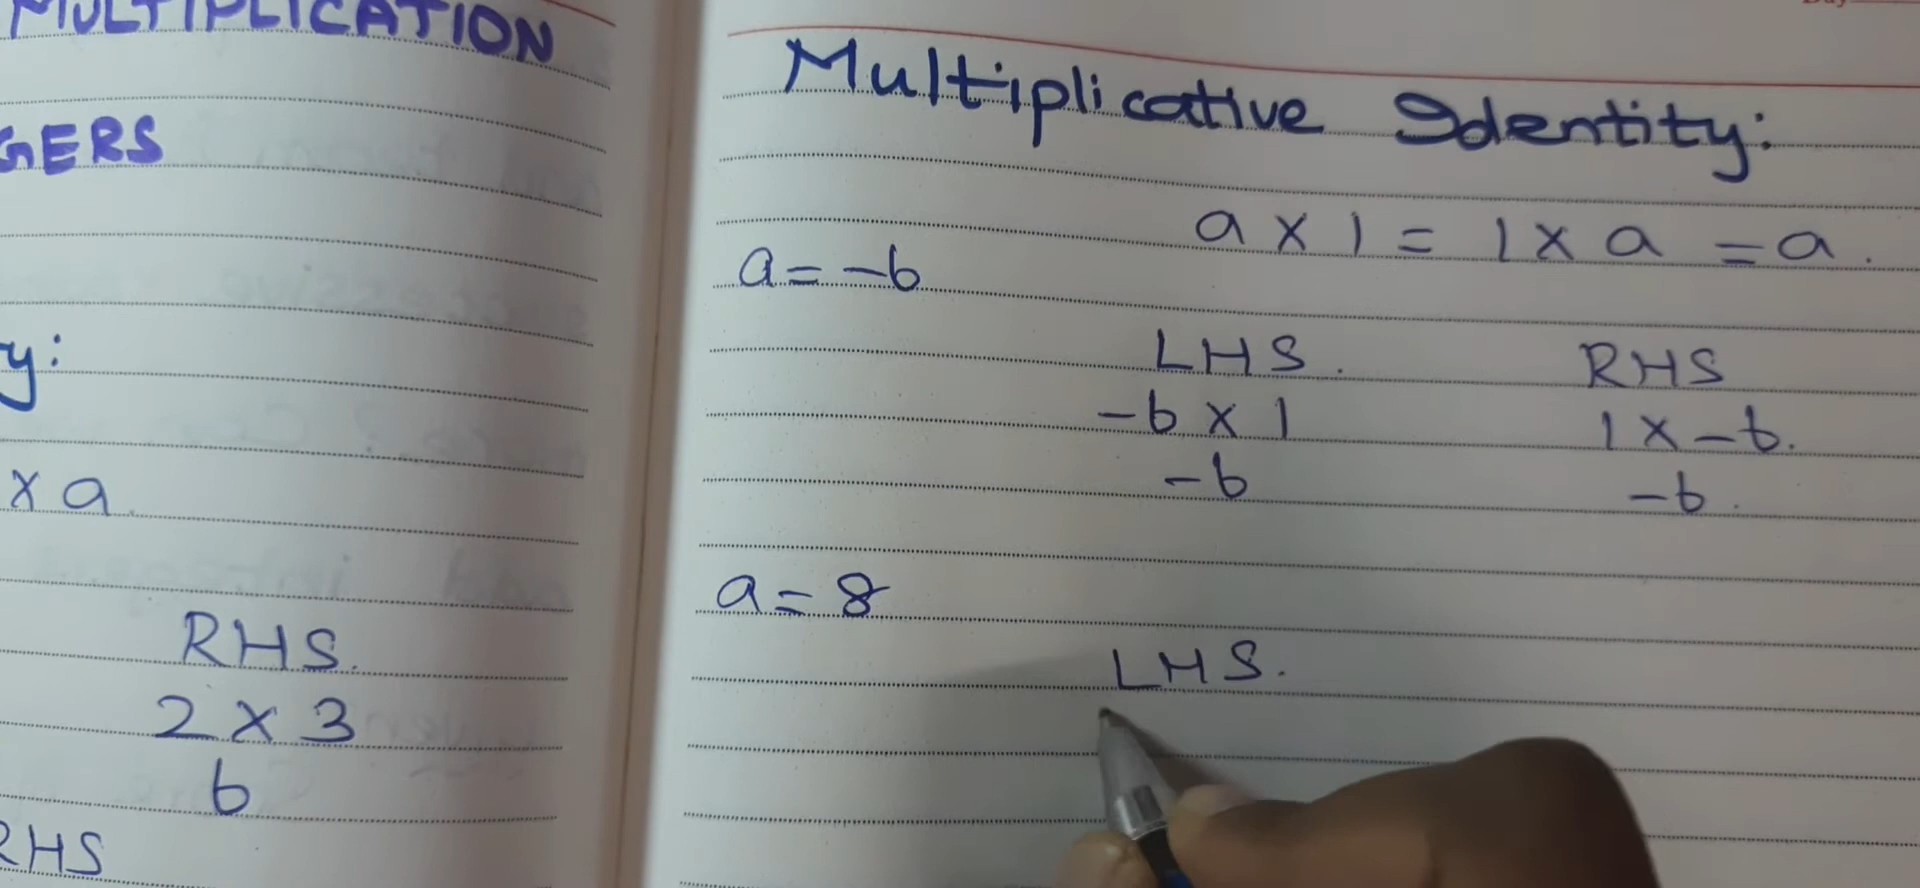 MULTIPLICATION
GERS
y:
x a
RHS.
2 x 3
6
RHS
Multiplicative Identity:
a x 1 = 1 x a = a.
a = -6
LHS. RHS
-6 x 1 1 x -6.
-6 -6.
a = 8
LHS.